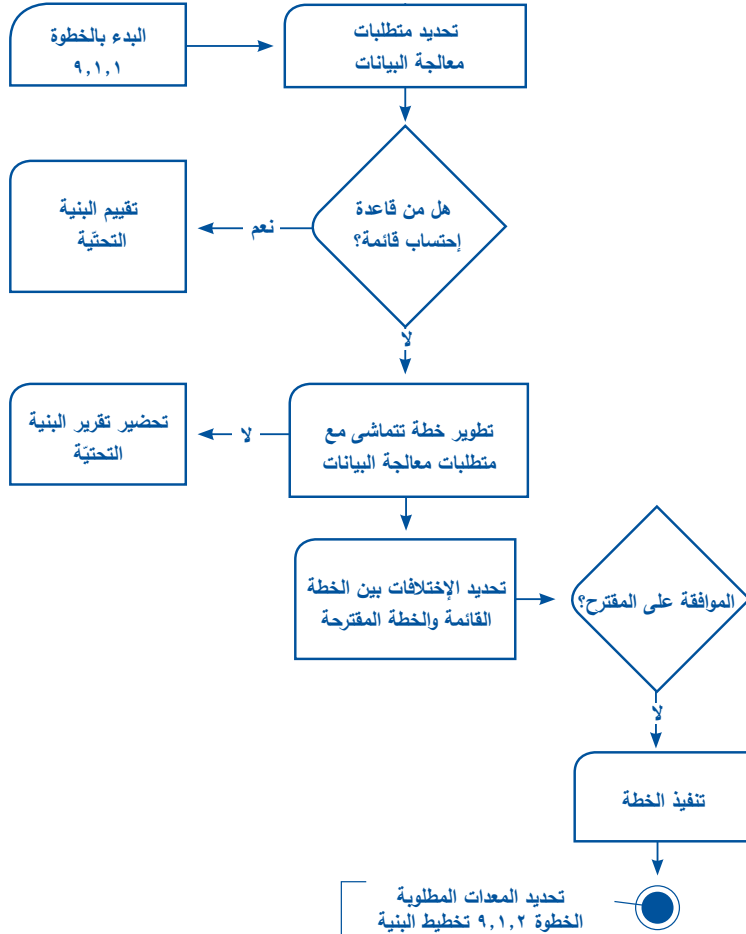 البدء بالخطوة
٩,١,١
تحديد متطلبات
معالجة البيانات
هل من قاعدة
إحتساب قائمة؟
نعم
تقييم البنية
التحتّية
لا
تطوير خطة تتماشى مع
متطلبات معالجة البيانات
لا
تحضير تقرير البنية
التحتيّة
تحديد الإختلافات بين الخطة
القائمة والخطة المقترحة
الموافقة على المقترح؟
لا
تنفيذ الخطة
تحديد المعدات المطلوبة
الخطوة ٩,١,٢ تخطيط البنية